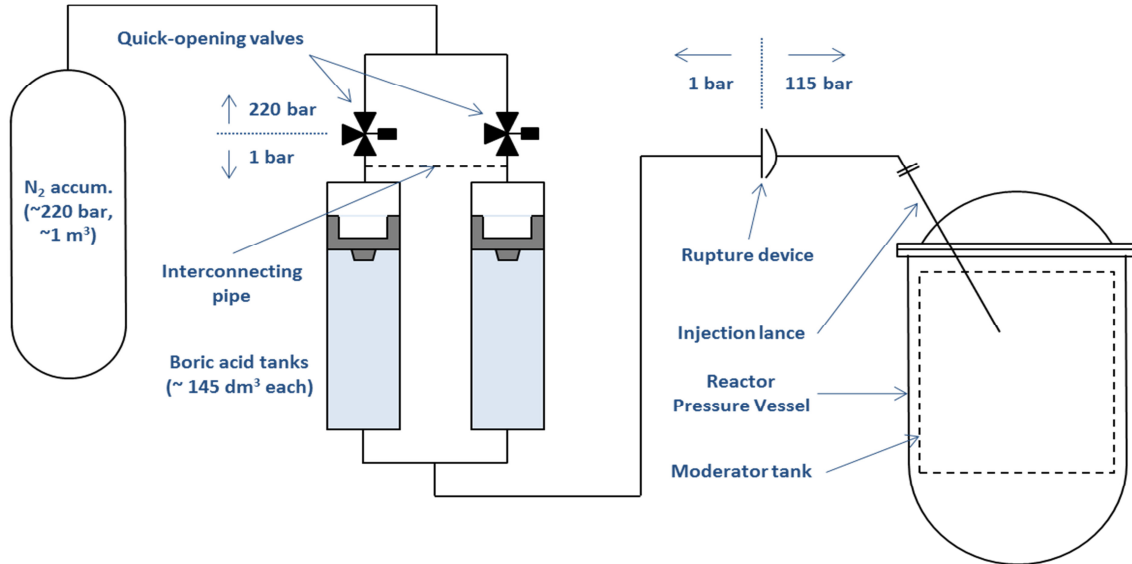 Quick-opening valves
220 bar
1 bar
N₂ accum.
(~220 bar,
~1 m³)
Interconnecting
pipe
Boric acid tanks
(~ 145 dm³ each)
1 bar
115 bar
Rupture device
Injection lance
Reactor
Pressure Vessel
Moderator tank